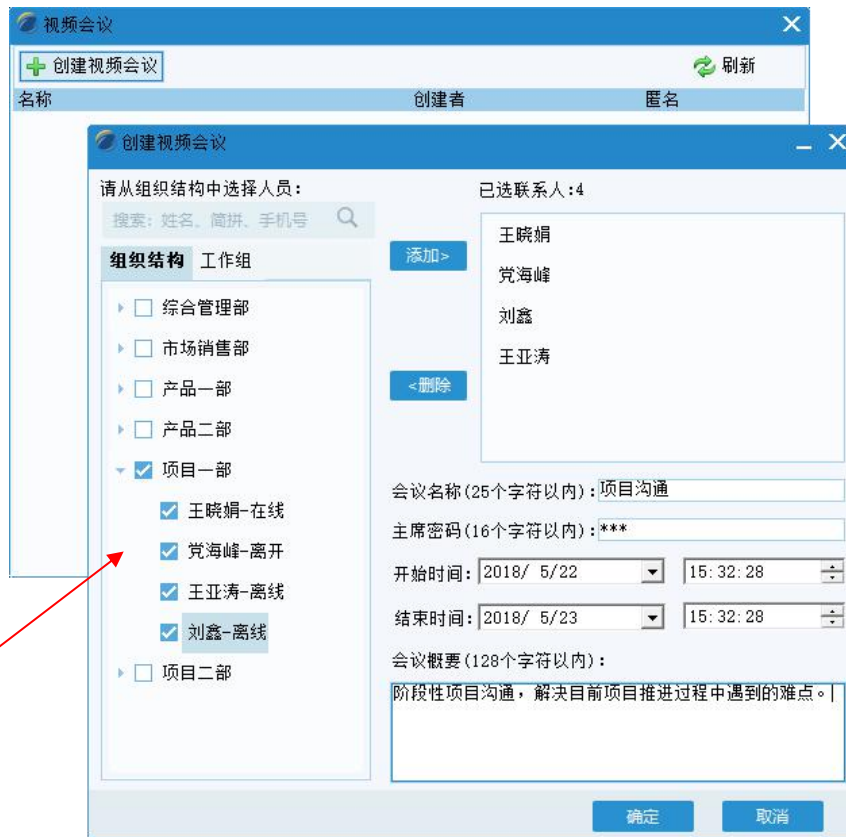 视频会议
创建视频会议 刷新
名称 创建者 匿名
创建视频会议
请从组织结构中选择人员:
搜索: 姓名、简拼、手机号
组织结构 工作组
综合管理部
市场销售部
产品一部
产品二部
项目一部
王晓娟-在线
党海峰-离开
王亚涛-离线
刘鑫-离线
项目二部
添加>
<删除
已选联系人:4
王晓娟
党海峰
刘鑫
王亚涛
会议名称(25个字符以内):项目沟通
主席密码(16个字符以内):***
开始时间: 2018/ 5/22 15:32:28
结束时间: 2018/ 5/23 15:32:28
会议概要(128个字符以内):
阶段性项目沟通，解决目前项目推进过程中遇到的难点。
确定 取消